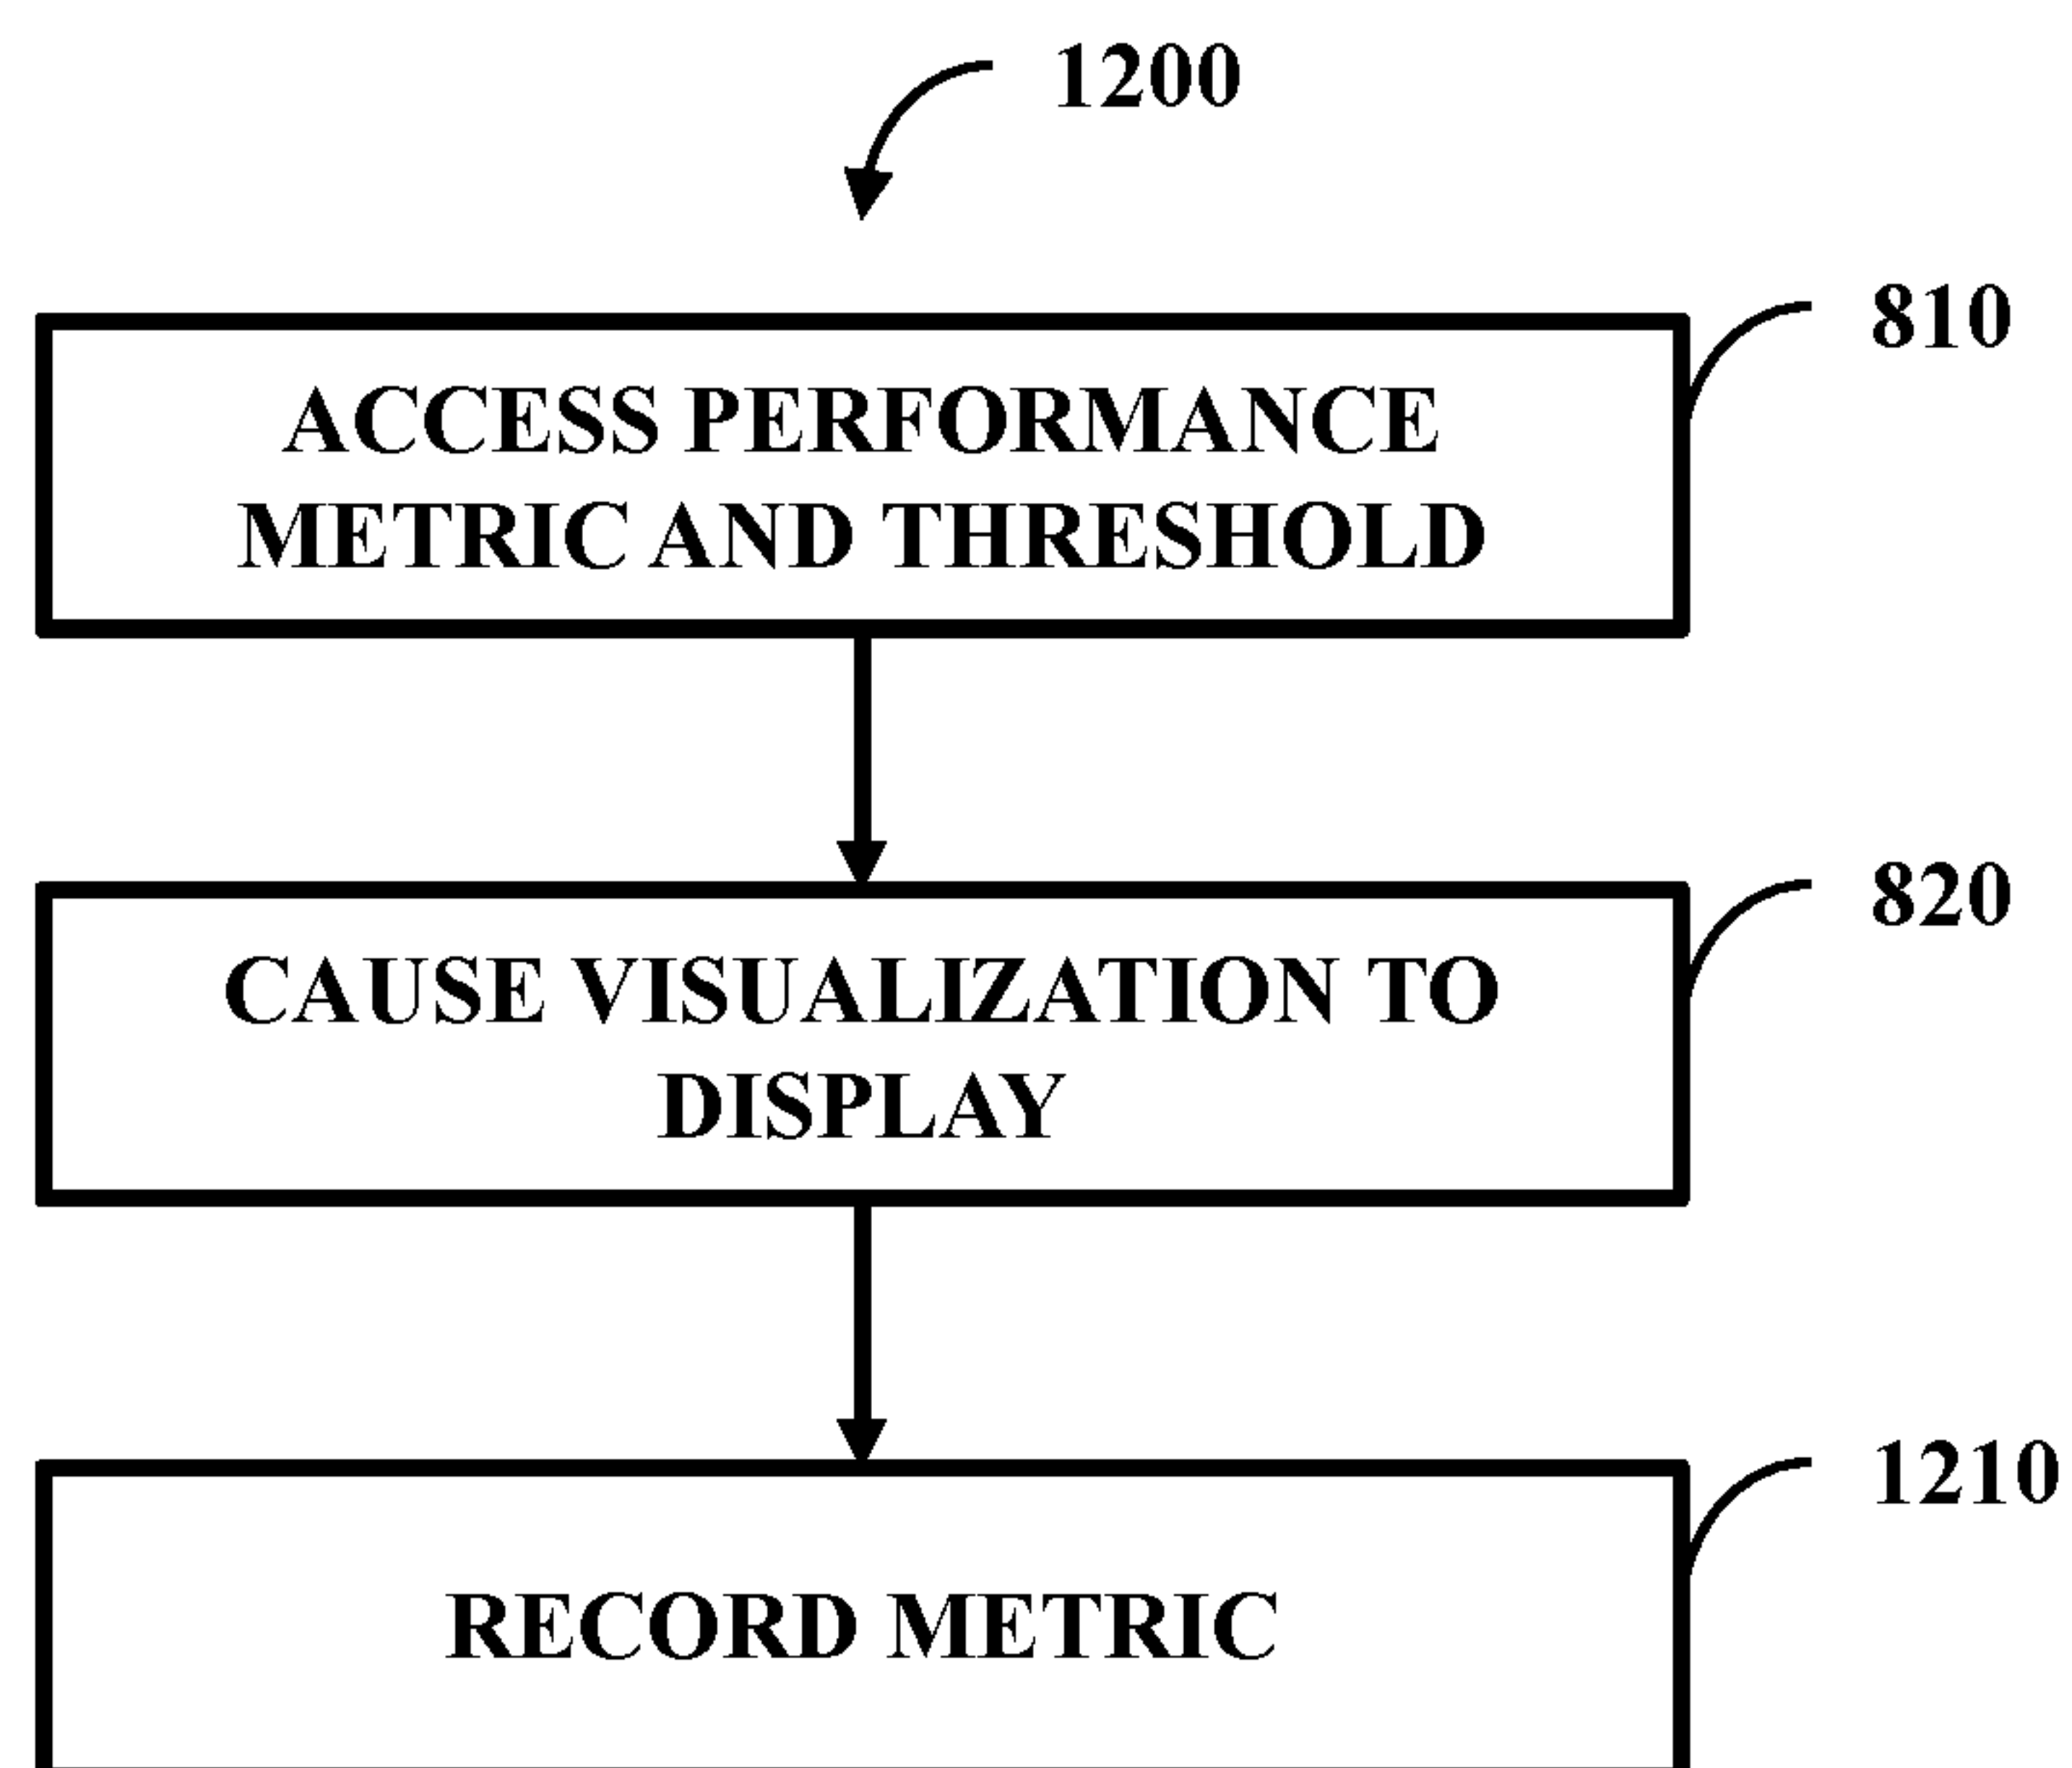 1200
810
ACCESS PERFORMANCE
METRIC AND THRESHOLD
820
CAUSE VISUALIZATION TO
DISPLAY
1210
RECORD METRIC